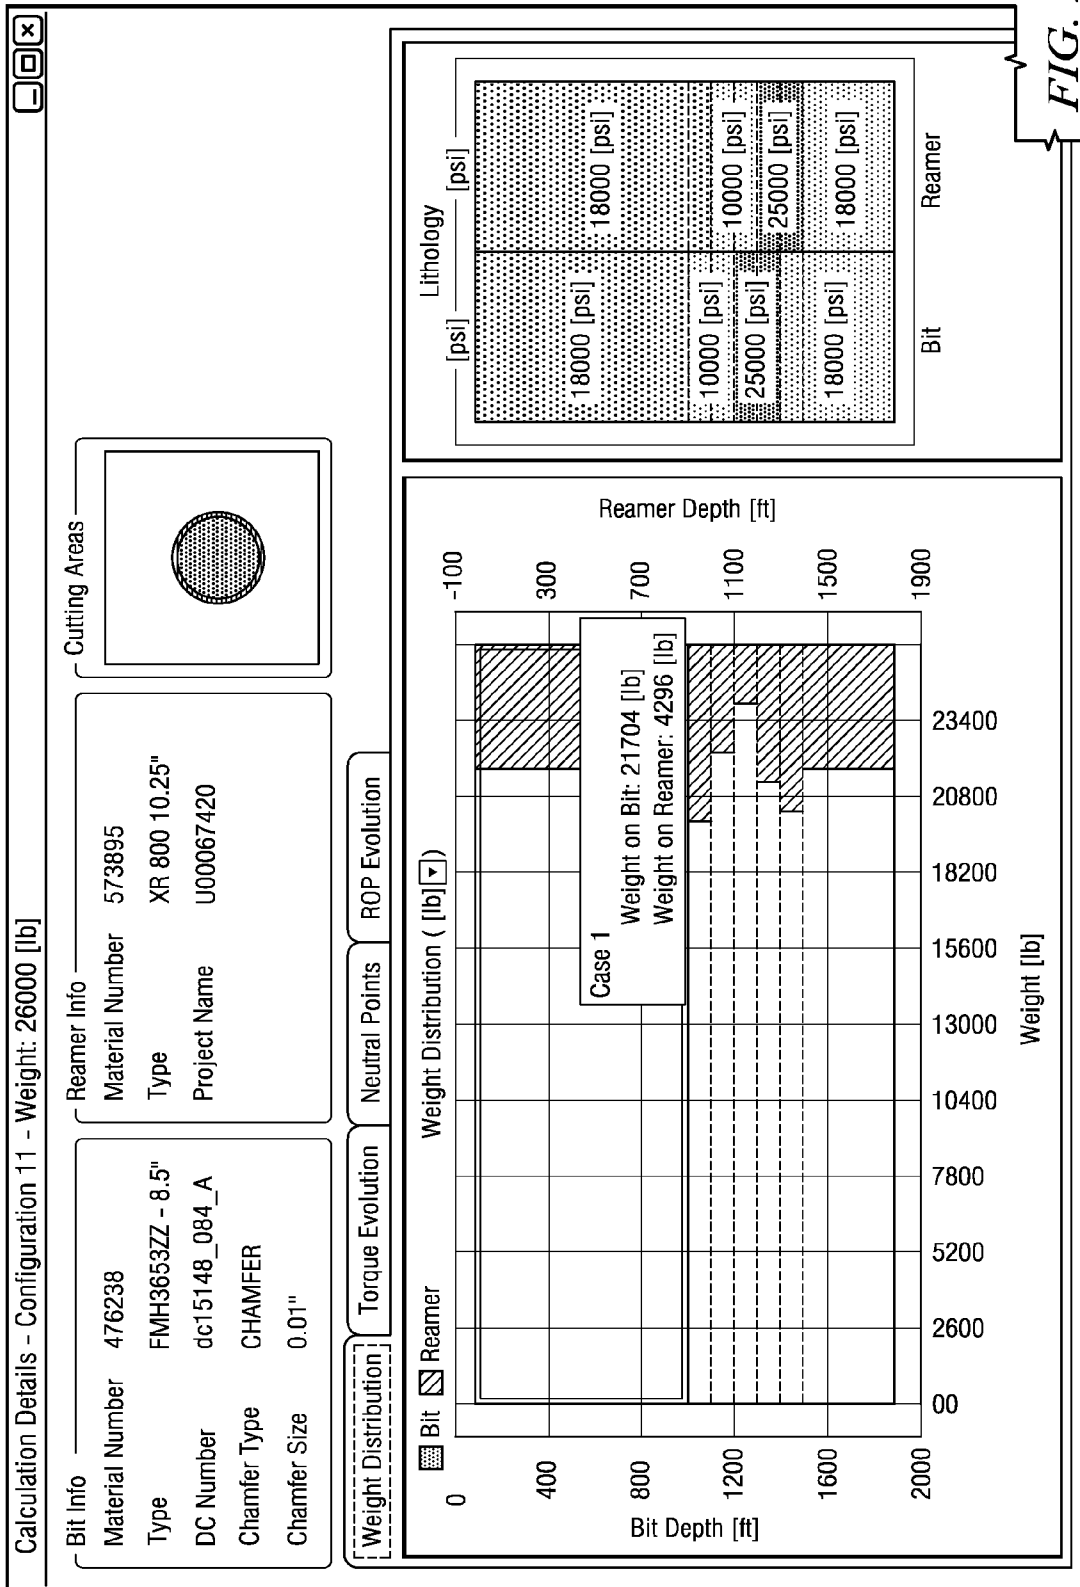 Calculation Details - Configuration 11 - Weight: 26000 [lb]
Bit Info
Material Number 476238
Type FMH3653ZZ - 8.5"
DC Number dc15148_084_A
Chamfer Type CHAMFER
Chamfer Size 0.01"
Reamer Info
Material Number 573895
Type XR 800 10.25"
Project Name U00067420
Cutting Areas
Weight Distribution
Torque Evolution
Neutral Points
ROP Evolution
Bit Reamer
Weight Distribution ( [lb] )
0
400
800
1200
1600
2000
Bit Depth [ft]
Case 1
Weight on Bit: 21704 [lb]
Weight on Reamer: 4296 [lb]
-100
300
700
1100
1500
1900
Reamer Depth [ft]
00 2600 5200 7800 10400 13000 15600 18200 20800 23400
Weight [lb]
Lithology
[psi] [psi]
18000 [psi] 18000 [psi]
10000 [psi] 10000 [psi]
25000 [psi] 25000 [psi]
18000 [psi] 18000 [psi]
Bit Reamer
FIG.